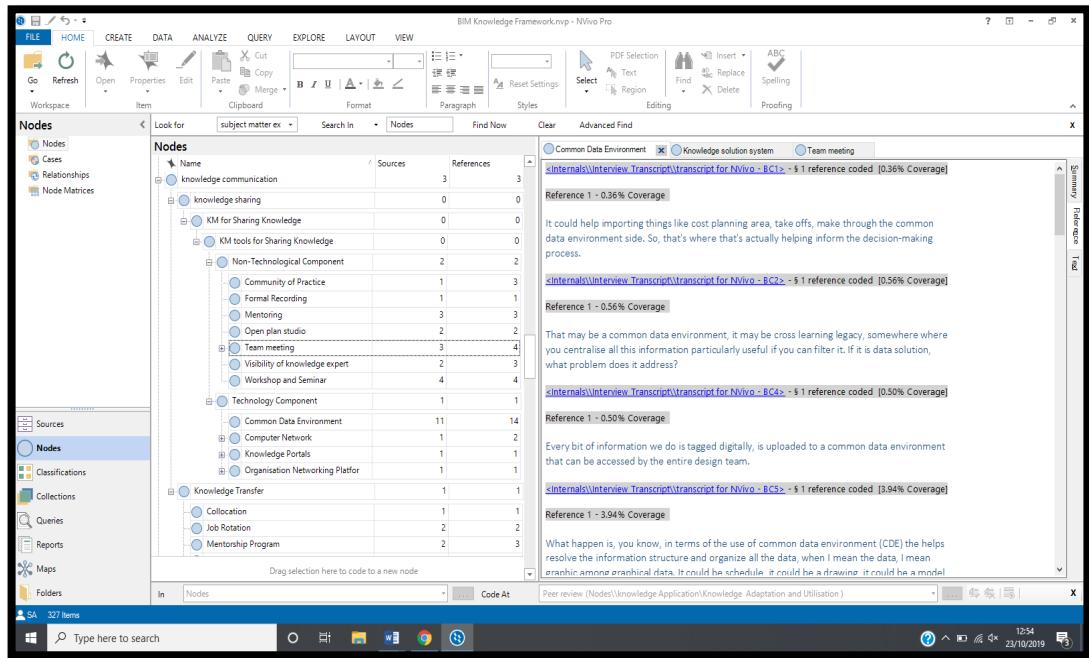 BIM Knowledge Framework.nvp - NVivo Pro
FILE HOME CREATE DATA ANALYZE QUERY EXPLORE LAYOUT VIEW
Go Refresh Open Properties Edit Paste Cut Copy Merge
B I U A
Reset Settings
Select PDF Selection Text Region Find Insert Replace Delete
ABC Spelling
Workspace Item Clipboard Format Paragraph Styles Editing Proofing
Nodes
Look for subject matter ex Search In Nodes Find Now Clear Advanced Find x
Nodes
Cases
Relationships
Node Matrices
Sources
Nodes
Classifications
Collections
Queries
Reports
Maps
Folders
Nodes
Name Sources References
knowledge communication 3 3
knowledge sharing 0 0
KM for Sharing Knowledge 0 0
KM tools for Sharing Knowledge 0 0
Non-Technological Component 2 2
Community of Practice 1 3
Formal Recording 1 1
Mentoring 3 3
Open plan studio 2 2
Team meeting 3 4
Visibility of knowledge expert 2 3
Workshop and Seminar 4 4
Technology Component 1 1
Common Data Environment 11 14
Computer Network 1 2
Knowledge Portals 1 1
Organisation Networking Platfor 1 1
Knowledge Transfer 1 1
Collocation 1 1
Job Rotation 2 2
Mentorship Program 2 3
Drag selection here to code to a new node
Common Data Environment Knowledge solution system Team meeting
<Internals\\Interview Transcript\\transcript for NVivo - BC1> - § 1 reference coded [0.36% Coverage]
Reference 1 - 0.36% Coverage
It could help importing things like cost planning area, take offs, make through the common
data environment side. So, that's where that's actually helping inform the decision-making
process.
<Internals\\Interview Transcript\\transcript for NVivo - BC2> - § 1 reference coded [0.56% Coverage]
Reference 1 - 0.56% Coverage
That may be a common data environment, it may be cross learning legacy, somewhere where
you centralise all this information particularly useful if you can filter it. If it is data solution,
what problem does it address?
<Internals\\Interview Transcript\\transcript for NVivo - BC4> - § 1 reference coded [0.50% Coverage]
Reference 1 - 0.50% Coverage
Every bit of information we do is tagged digitally, is uploaded to a common data environment
that can be accessed by the entire design team.
<Internals\\Interview Transcript\\transcript for NVivo - BC5> - § 1 reference coded [3.94% Coverage]
Reference 1 - 3.94% Coverage
What happen is, you know, in terms of the use of common data environment (CDE) the helps
resolve the information structure and organize all the data, when I mean the data, I mean
graphic among graphical data. It could be schedule, it could be a drawing, it could be a model
Summary
Reference
Text
In Nodes ... Code At Peer review (Nodes\\knowledge Application\Knowledge Adaptation and Utilisation ) ... x
SA 327 Items
Type here to search
12:54
23/10/2019